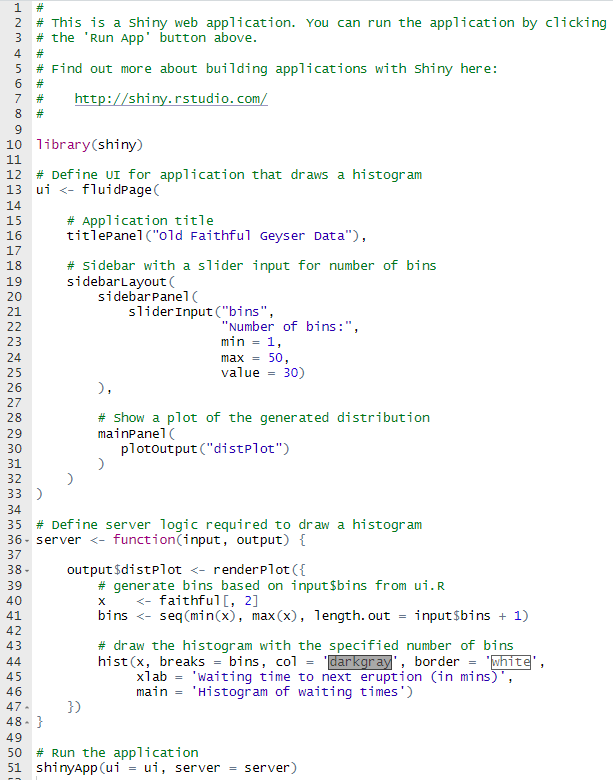 1 #
2 # This is a Shiny web application. You can run the application by clicking
3 # the 'Run App' button above.
4 #
5 # Find out more about building applications with Shiny here:
6 #
7 #    http://shiny.rstudio.com/
8 #
9
10 library(shiny)
11
12 # Define UI for application that draws a histogram
13 ui <- fluidPage(
14
15     # Application title
16     titlePanel("Old Faithful Geyser Data"),
17
18     # Sidebar with a slider input for number of bins
19     sidebarLayout(
20         sidebarPanel(
21             sliderInput("bins",
22                         "Number of bins:",
23                         min = 1,
24                         max = 50,
25                         value = 30)
26         ),
27
28         # Show a plot of the generated distribution
29         mainPanel(
30            plotOutput("distPlot")
31         )
32     )
33 )
34
35 # Define server logic required to draw a histogram
36 server <- function(input, output) {
37
38     output$distPlot <- renderPlot({
39         # generate bins based on input$bins from ui.R
40         x    <- faithful[, 2]
41         bins <- seq(min(x), max(x), length.out = input$bins + 1)
42
43         # draw the histogram with the specified number of bins
44         hist(x, breaks = bins, col = 'darkgray', border = 'white',
45              xlab = 'Waiting time to next eruption (in mins)',
46              main = 'Histogram of waiting times')
47     })
48 }
49
50 # Run the application
51 shinyApp(ui = ui, server = server)